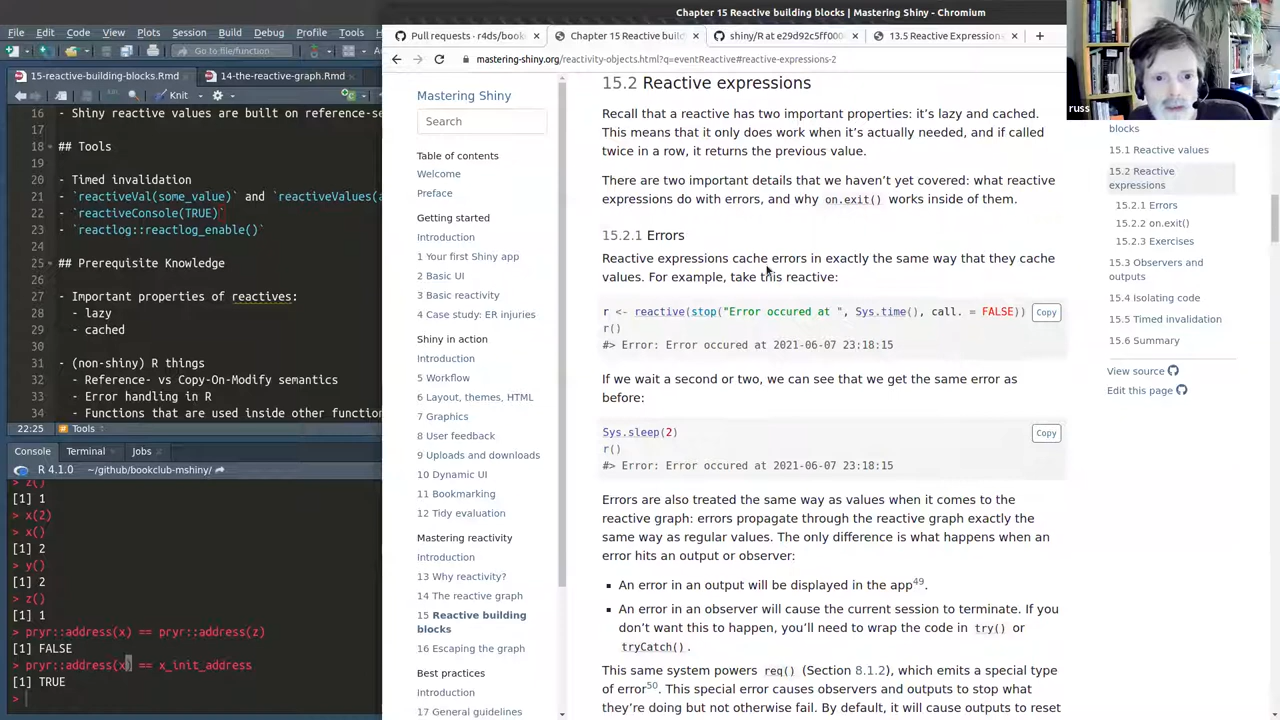 Chapter 15 Reactive building blocks | Mastering Shiny - Chromium
File Edit Code View Plots Session Build Debug Profile Tools
Go to file/function
15-reactive-building-blocks.Rmd
14-the-reactive-graph.Rmd
Knit
16 - Shiny reactive values are built on reference-se
17
18 ## Tools
19
20 - Timed invalidation
21 - `reactiveVal(some_value)` and `reactiveValues(a
22 - `reactiveConsole(TRUE)`
23 - `reactlog::reactlog_enable()`
24
25 ## Prerequisite Knowledge
26
27 - Important properties of reactives:
28 - lazy
29 - cached
30
31 - (non-shiny) R things
32 - Reference- vs Copy-On-Modify semantics
33 - Error handling in R
34 - Functions that are used inside other function
22:25 Tools
Console Terminal Jobs
R 4.1.0 · ~/github/bookclub-mshiny/
> z()
[1] 1
> x(2)
> x()
[1] 2
> y()
[1] 2
> z()
[1] 1
> pryr::address(x) == pryr::address(z)
[1] FALSE
> pryr::address(x) == x_init_address
[1] TRUE
>
Pull requests · r4ds/book
Chapter 15 Reactive buil
shiny/R at e29d92c5ff000
13.5 Reactive Expression
mastering-shiny.org/reactivity-objects.html?q=eventReactive#reactive-expressions-2
Mastering Shiny
Search
Table of contents
Welcome
Preface
Getting started
Introduction
1 Your first Shiny app
2 Basic UI
3 Basic reactivity
4 Case study: ER injuries
Shiny in action
Introduction
5 Workflow
6 Layout, themes, HTML
7 Graphics
8 User feedback
9 Uploads and downloads
10 Dynamic UI
11 Bookmarking
12 Tidy evaluation
Mastering reactivity
Introduction
13 Why reactivity?
14 The reactive graph
15 Reactive building
blocks
16 Escaping the graph
Best practices
Introduction
17 General guidelines
15.2 Reactive expressions
Recall that a reactive has two important properties: it's lazy and cached.
This means that it only does work when it's actually needed, and if called
twice in a row, it returns the previous value.
There are two important details that we haven't yet covered: what reactive
expressions do with errors, and why on.exit() works inside of them.
15.2.1 Errors
Reactive expressions cache errors in exactly the same way that they cache
values. For example, take this reactive:
r <- reactive(stop("Error occured at ", Sys.time(), call. = FALSE))
Copy
r()
#> Error: Error occured at 2021-06-07 23:18:15
If we wait a second or two, we can see that we get the same error as
before:
Sys.sleep(2)
Copy
r()
#> Error: Error occured at 2021-06-07 23:18:15
Errors are also treated the same way as values when it comes to the
reactive graph: errors propagate through the reactive graph exactly the
same way as regular values. The only difference is what happens when an
error hits an output or observer:
An error in an output will be displayed in the app49.
An error in an observer will cause the current session to terminate. If you
don't want this to happen, you'll need to wrap the code in try() or
tryCatch().
This same system powers req() (Section 8.1.2), which emits a special type
of error50. This special error causes observers and outputs to stop what
they're doing but not otherwise fail. By default, it will cause outputs to reset
russ
blocks
15.1 Reactive values
15.2 Reactive
expressions
15.2.1 Errors
15.2.2 on.exit()
15.2.3 Exercises
15.3 Observers and
outputs
15.4 Isolating code
15.5 Timed invalidation
15.6 Summary
View source
Edit this page